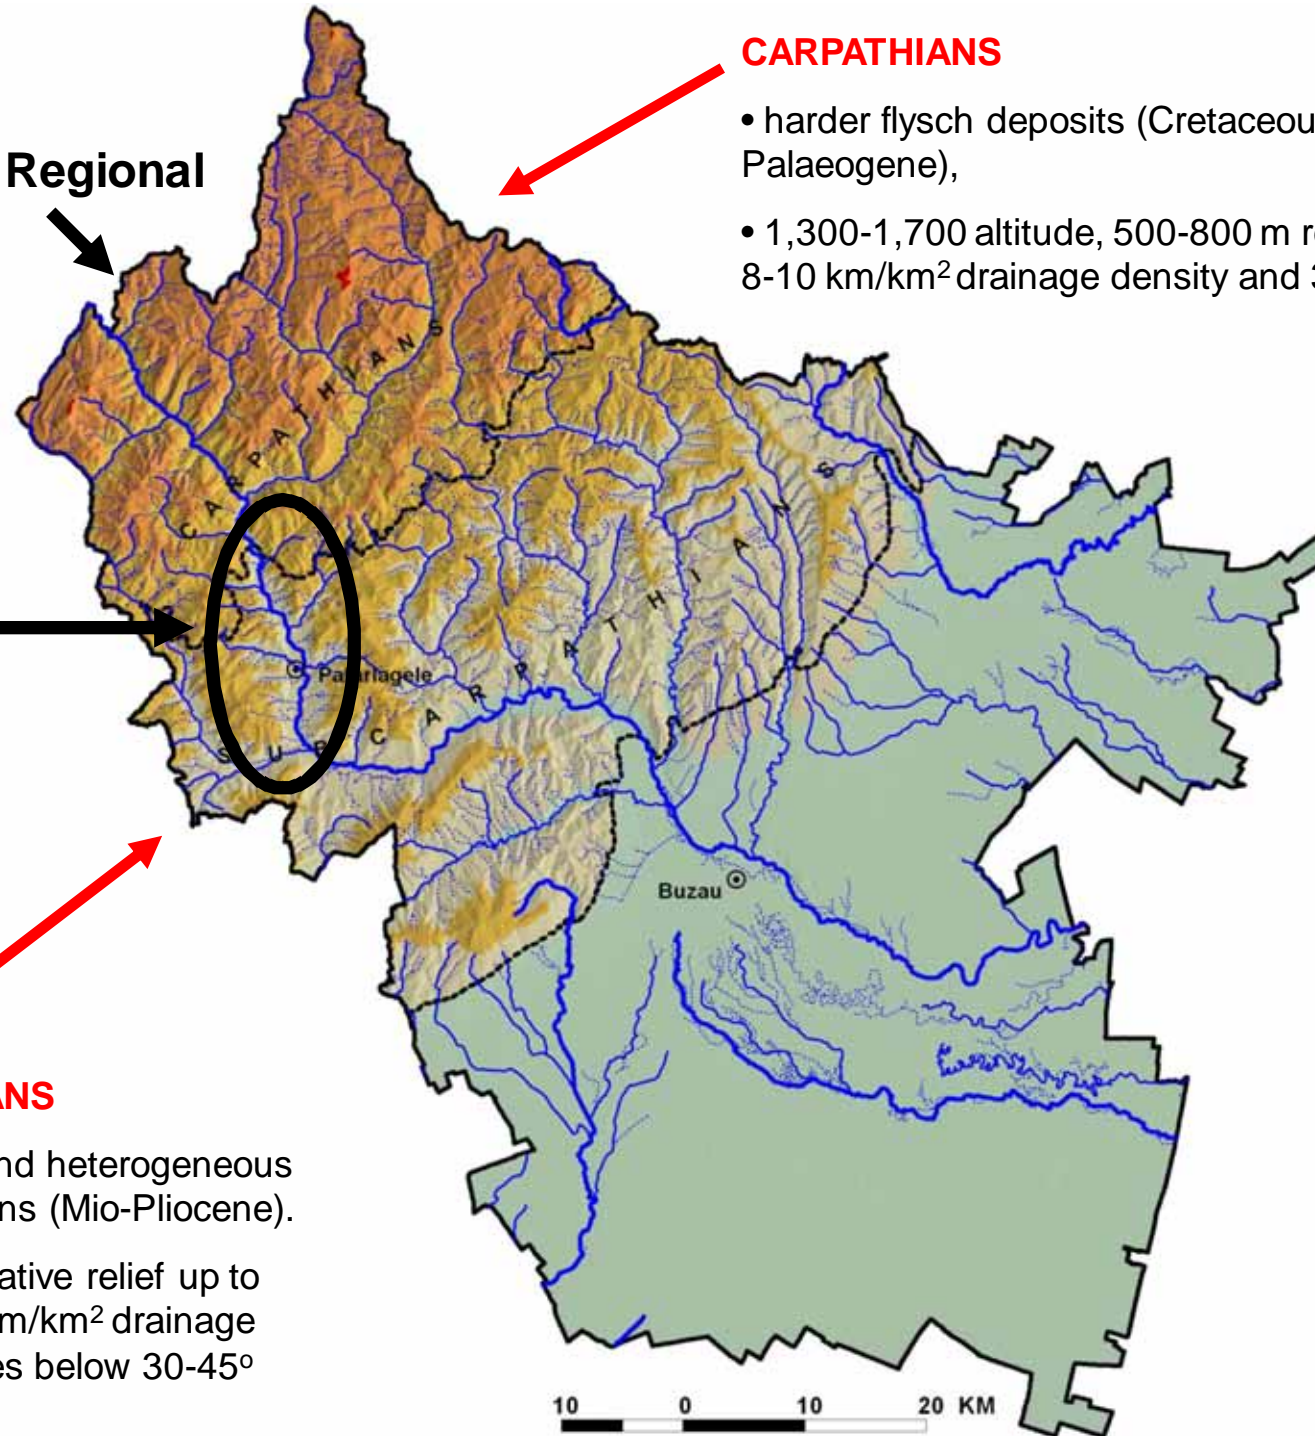 CARPATHIANS
• harder flysch deposits (Cretaceou
Palaeogene),
• 1,300-1,700 altitude, 500-800 m r
8-10 km/km² drainage density and
Regional
CARPATHIANS
SUBCARPATHIANS
Buzau
ANS
nd heterogeneous
ns (Mio-Pliocene).
ative relief up to
m/km² drainage
es below 30-45º
10 0 10 20 KM